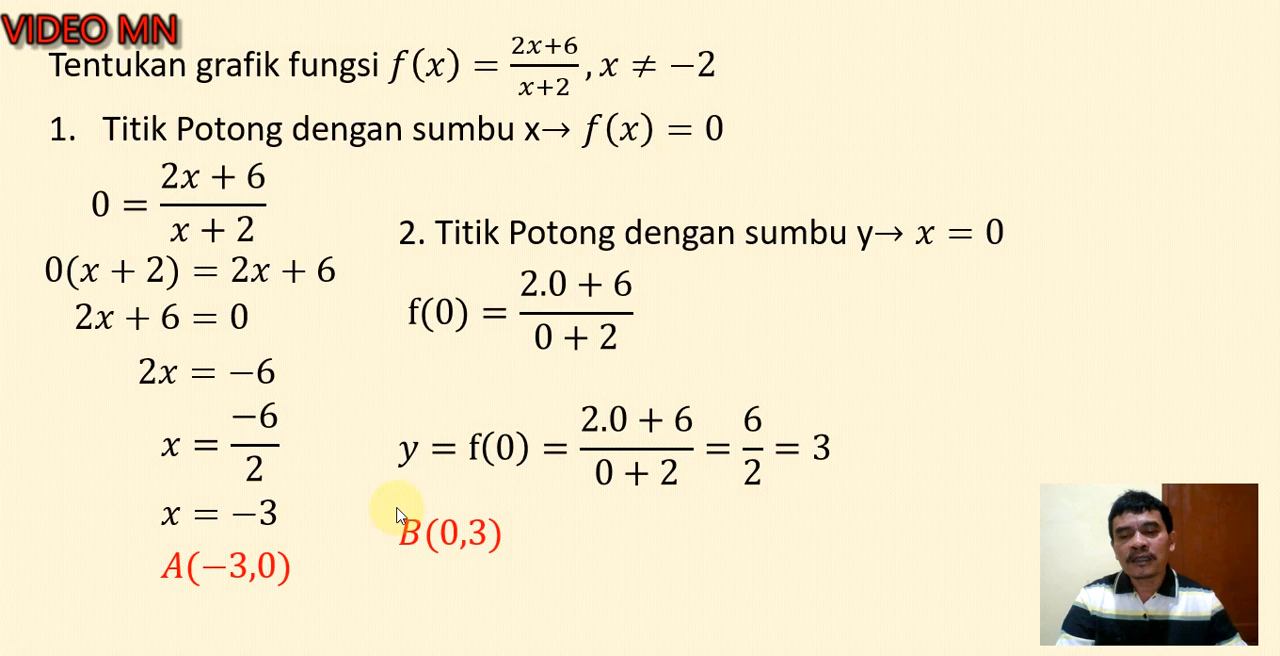 VIDEO MN
Tentukan grafik fungsi f(x) = (2x+6)/(x+2), x ≠ −2
1. Titik Potong dengan sumbu x→ f(x) = 0
0 = (2x + 6)/(x + 2)
0(x + 2) = 2x + 6
2x + 6 = 0
2x = −6
x = −6/2
x = −3
A(−3,0)
2. Titik Potong dengan sumbu y→ x = 0
f(0) = (2.0 + 6)/(0 + 2)
y = f(0) = (2.0 + 6)/(0 + 2) = 6/2 = 3
B(0,3)